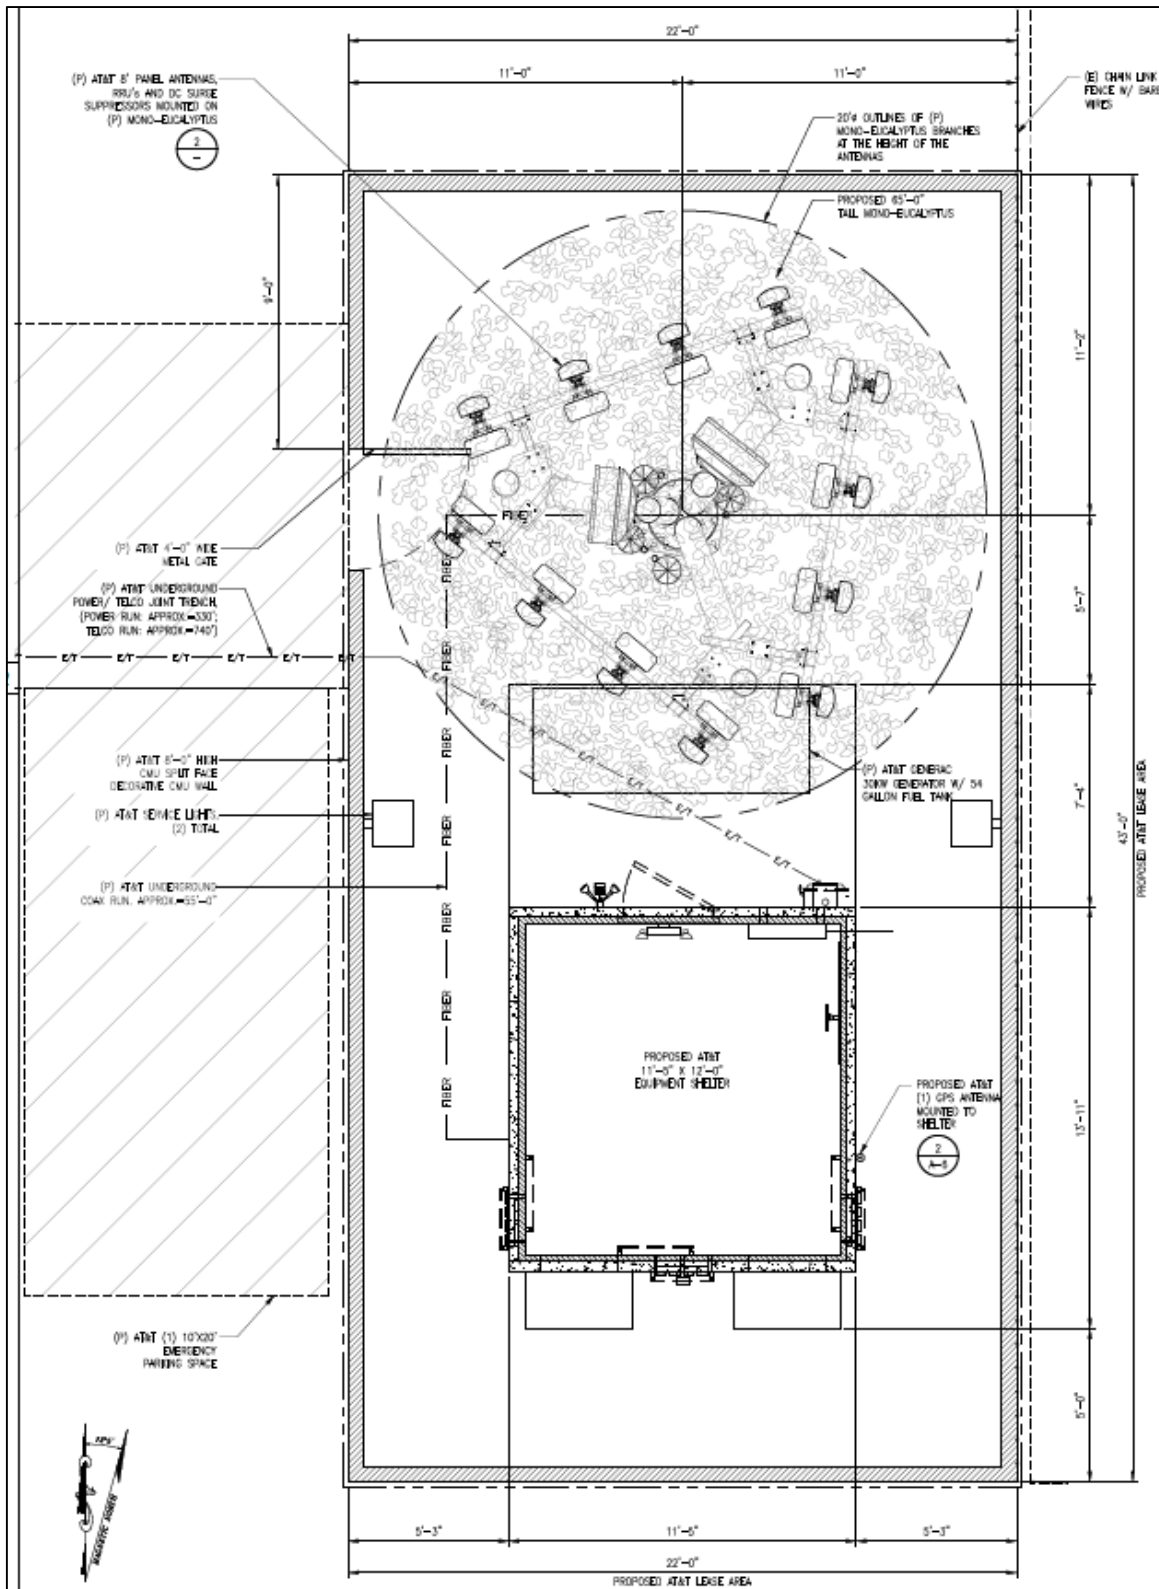 22'-0"
11'-0"
11'-0"
(P) AT&T 8' PANEL ANTENNAS,
RRU's AND DC SURGE
SUPPRESSORS MOUNTED ON
(P) MONO-EUCALYPTUS
2
-
(E) CHAIN LINK
FENCE W/ BARB
WIRES
20'ø OUTLINES OF (P)
MONO-EUCALYPTUS BRANCHES
AT THE HEIGHT OF THE
ANTENNAS
PROPOSED 65'-0"
TALL MONO-EUCALYPTUS
9'-0"
11'-2"
(P) AT&T 4'-0" WIDE
METAL GATE
(P) AT&T UNDERGROUND
POWER/ TELCO JOINT TRENCH,
(POWER RUN: APPROX.=330';
TELCO RUN: APPROX.=740')
E/T E/T E/T E/T E/T E/T
FIBER
E/T
E/T
E/T
E/T
E/T
5'-7"
(P) AT&T 8'-0" HIGH
CMU SPLIT FACE
DECORATIVE CMU WALL
(P) AT&T SERVICE LIGHTS,
(2) TOTAL
(P) AT&T UNDERGROUND
COAX RUN. APPROX.=55'-0"
FIBER
FIBER
FIBER
FIBER
FIBER
FIBER
FIBER
(P) AT&T GENERAC
30KW GENERATOR W/ 54
GALLON FUEL TANK
7'-4"
43'-0"
PROPOSED AT&T LEASE AREA
PROPOSED AT&T
11'-5" X 12'-0"
EQUIPMENT SHELTER
PROPOSED AT&T
(1) GPS ANTENNA
MOUNTED TO
SHELTER
2
A-6
13'-11"
(P) AT&T (1) 10'X20'
EMERGENCY
PARKING SPACE
5'-0"
MAGNETIC NORTH
5'-3"
11'-5"
5'-3"
22'-0"
PROPOSED AT&T LEASE AREA